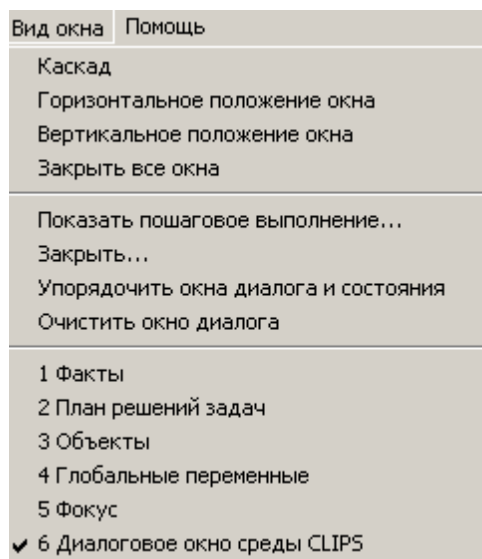 Вид окна Помощь
Каскад
Горизонтальное положение окна
Вертикальное положение окна
Закрыть все окна
Показать пошаговое выполнение...
Закрыть...
Упорядочить окна диалога и состояния
Очистить окно диалога
1 Факты
2 План решений задач
3 Объекты
4 Глобальные переменные
5 Фокус
6 Диалоговое окно среды CLIPS